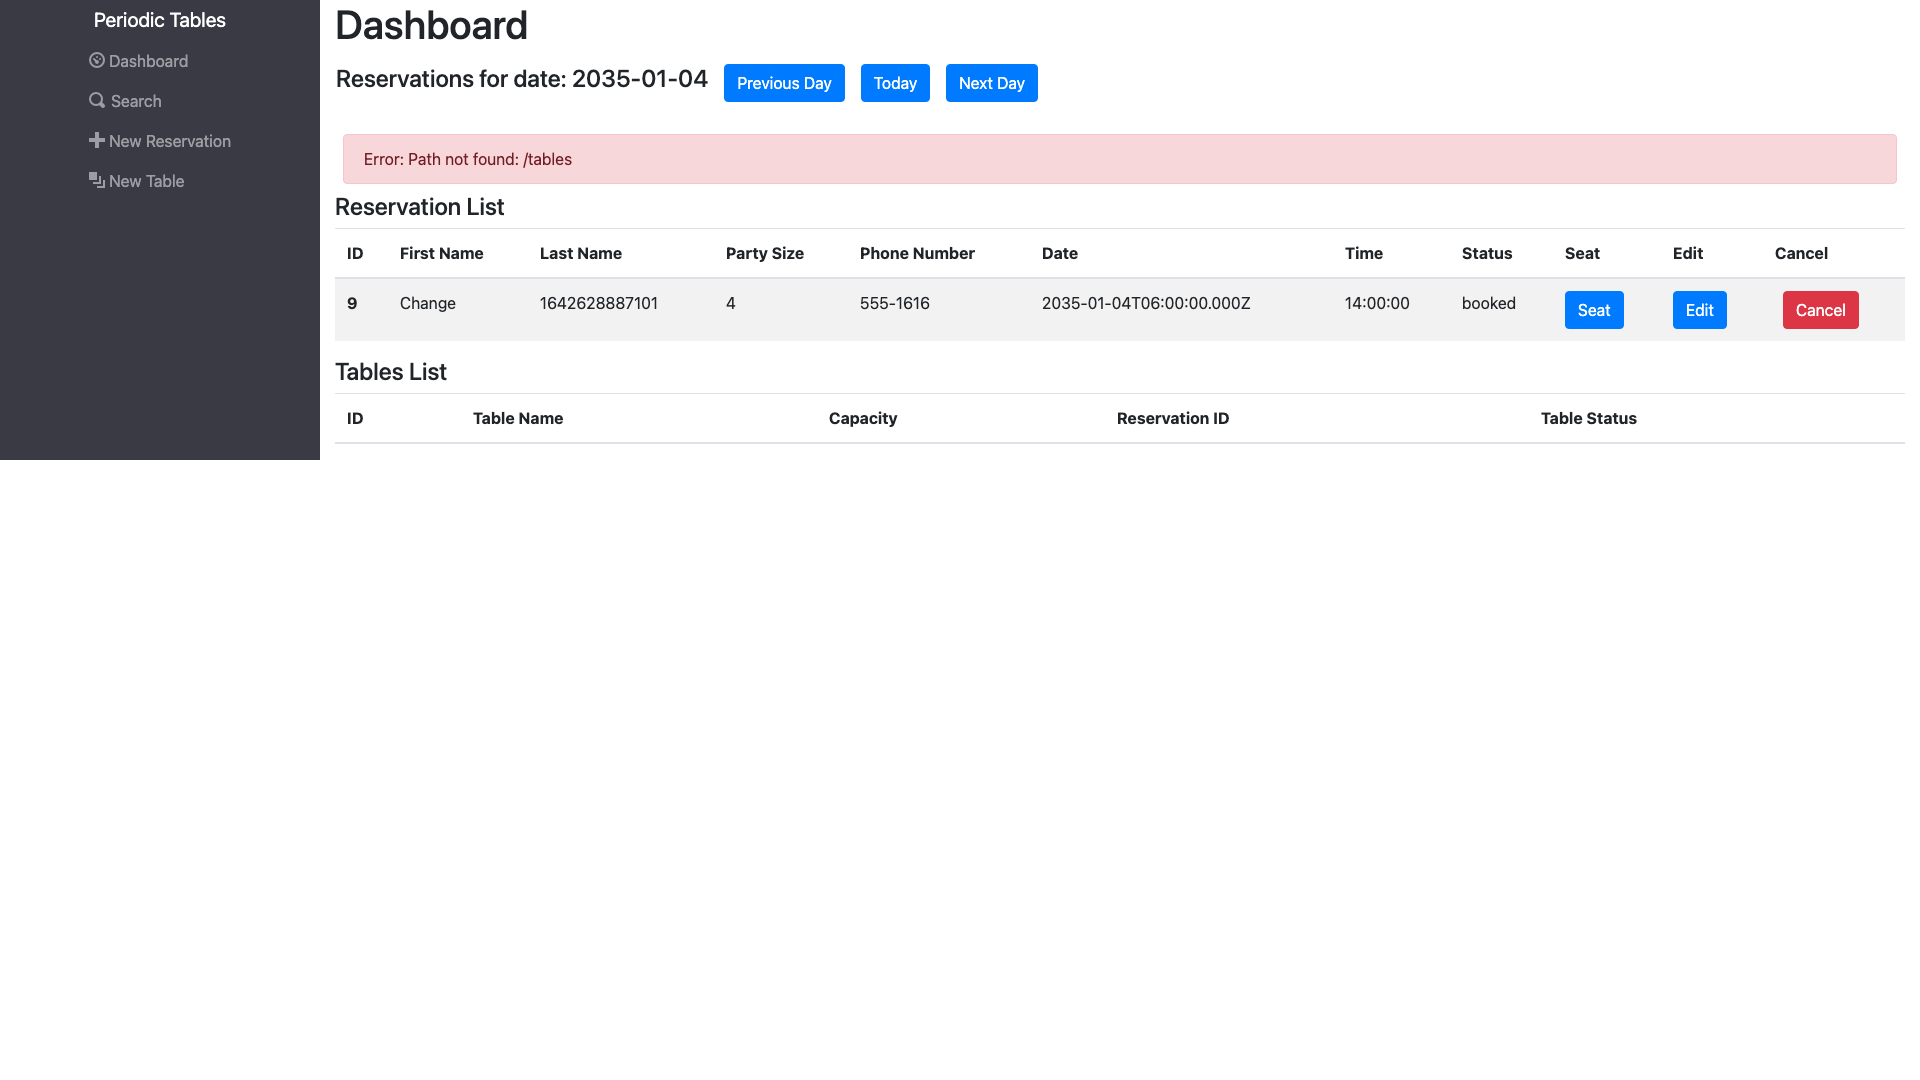 Periodic Tables
Dashboard
Search
New Reservation
New Table
Dashboard
Reservations for date: 2035-01-04 Previous Day Today Next Day
Error: Path not found: /tables
Reservation List
ID First Name Last Name Party Size Phone Number Date Time Status Seat Edit Cancel
9 Change 1642628887101 4 555-1616 2035-01-04T06:00:00.000Z 14:00:00 booked Seat Edit Cancel
Tables List
ID Table Name Capacity Reservation ID Table Status